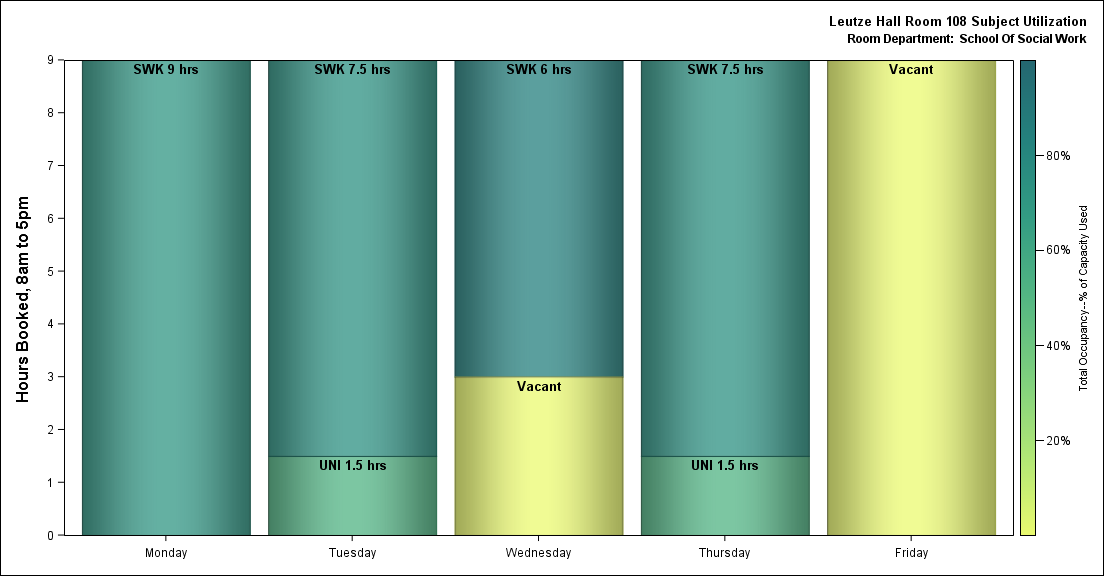 Leutze Hall Room 108 Subject Utilization
Room Department: School Of Social Work
Hours Booked, 8am to 5pm
9
8
7
6
5
4
3
2
1
0
SWK 9 hrs
SWK 7.5 hrs
SWK 6 hrs
SWK 7.5 hrs
Vacant
Vacant
UNI 1.5 hrs
UNI 1.5 hrs
Monday
Tuesday
Wednesday
Thursday
Friday
80%
60%
40%
20%
Total Occupancy--% of Capacity Used